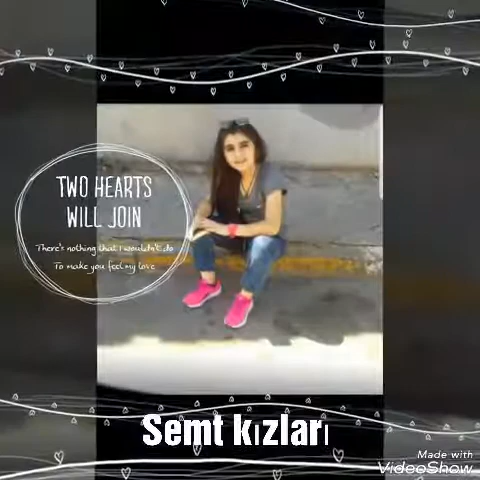 TWO HEARTS
WILL JOIN
There's nothing that I wouldn't do
To make you feel my love
Semt kızları
Made with
VideoShow